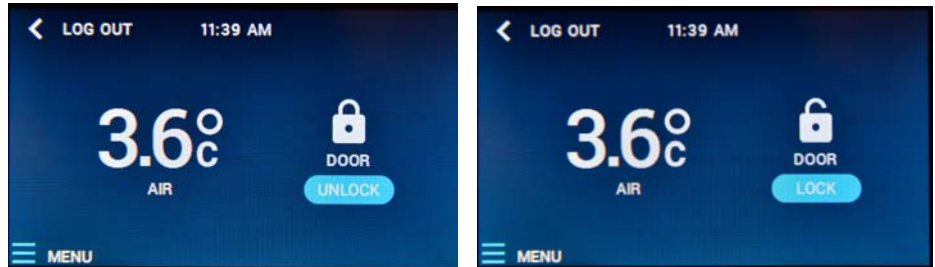 LOG OUT 11:39 AM
3.6°C
AIR
DOOR
UNLOCK
MENU
LOG OUT 11:39 AM
3.6°C
AIR
DOOR
LOCK
MENU